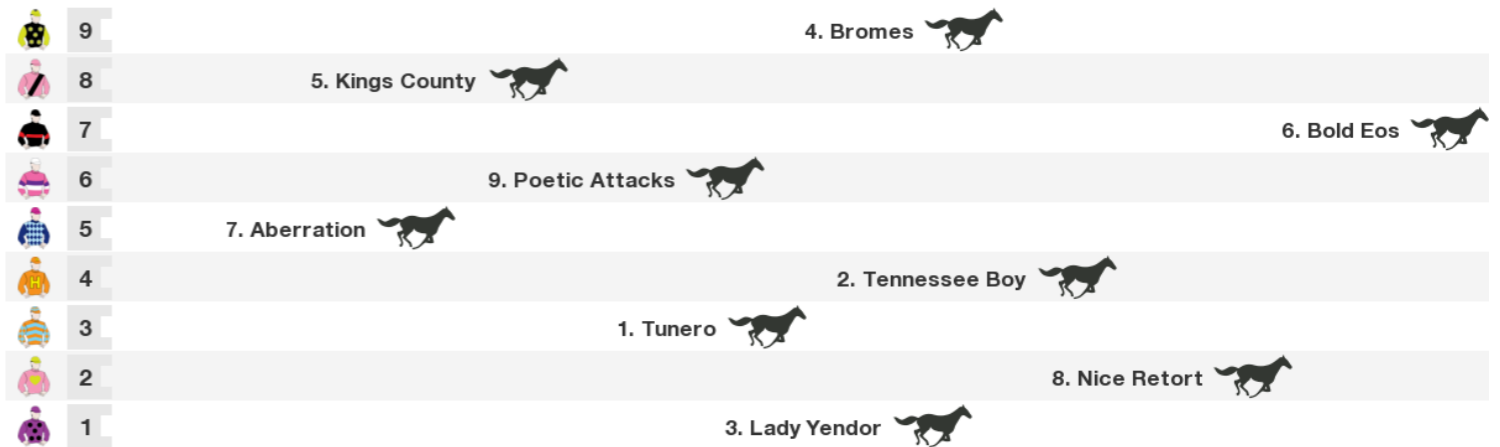 9 4. Bromes
8 5. Kings County
7 6. Bold Eos
6 9. Poetic Attacks
5 7. Aberration
H 4 2. Tennessee Boy
3 1. Tunero
2 8. Nice Retort
1 3. Lady Yendor